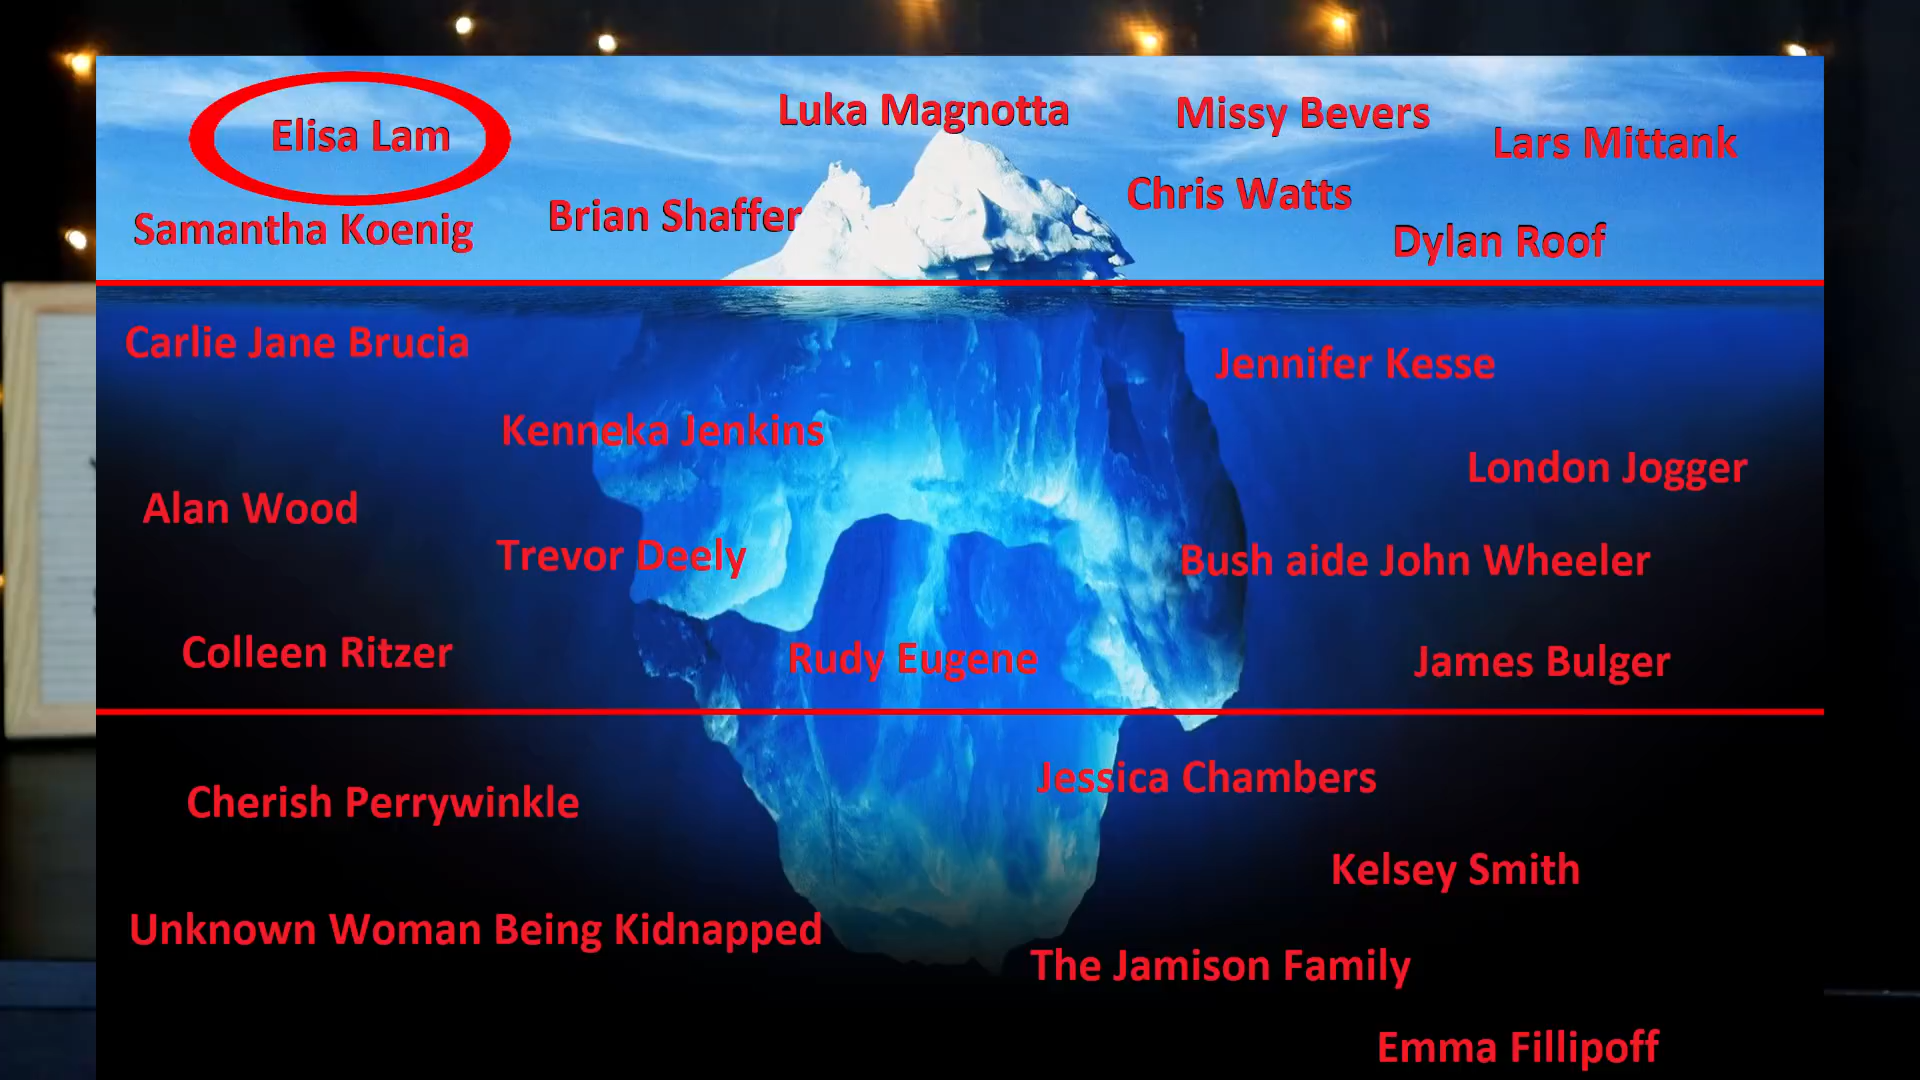 Elisa Lam
Luka Magnotta
Missy Bevers
Lars Mittank
Samantha Koenig
Brian Shaffer
Chris Watts
Dylan Roof
Carlie Jane Brucia
Jennifer Kesse
Kenneka Jenkins
London Jogger
Alan Wood
Trevor Deely
Bush aide John Wheeler
Colleen Ritzer
Rudy Eugene
James Bulger
Cherish Perrywinkle
Jessica Chambers
Kelsey Smith
Unknown Woman Being Kidnapped
The Jamison Family
Emma Fillipoff